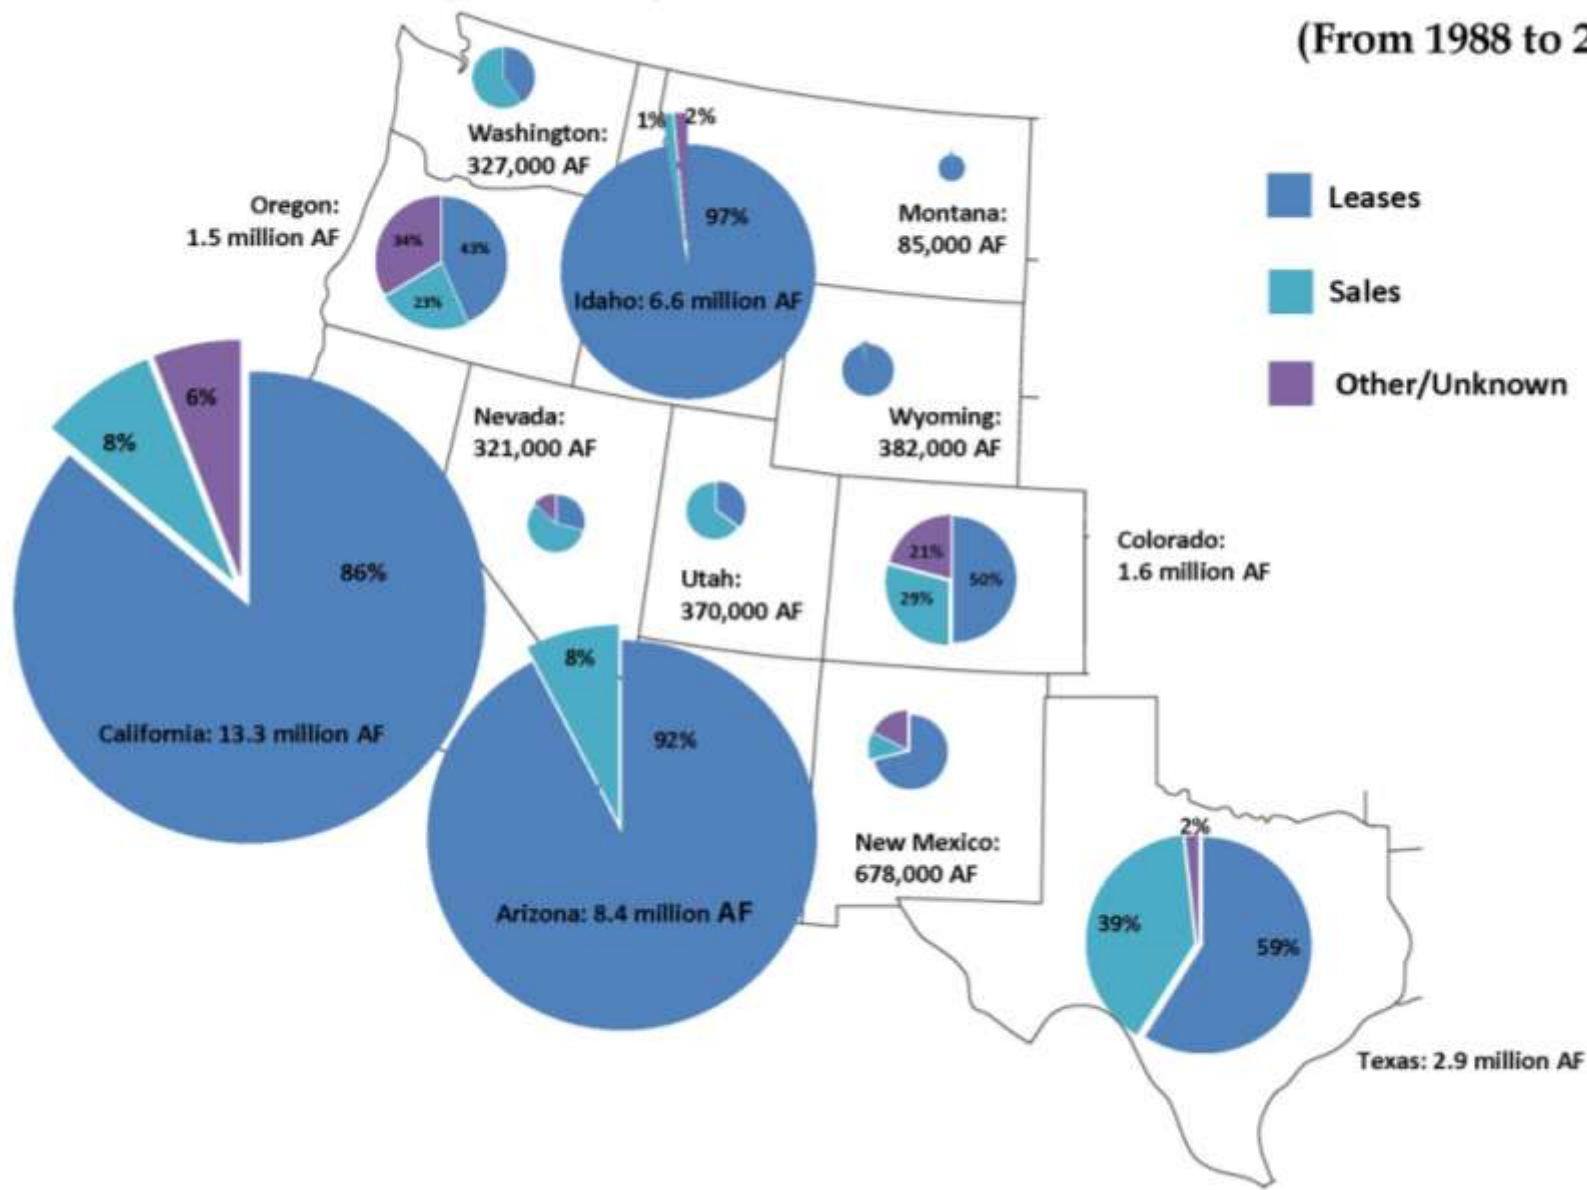 (From 1988 to 2
Leases
Sales
Other/Unknown
Washington:
327,000 AF
1%
2%
97%
Idaho: 6.6 million AF
Montana:
85,000 AF
Oregon:
1.5 million AF
34%
43%
23%
Wyoming:
382,000 AF
Nevada:
321,000 AF
Utah:
370,000 AF
Colorado:
1.6 million AF
21%
50%
29%
6%
8%
86%
California: 13.3 million AF
8%
92%
Arizona: 8.4 million AF
New Mexico:
678,000 AF
2%
39%
59%
Texas: 2.9 million AF